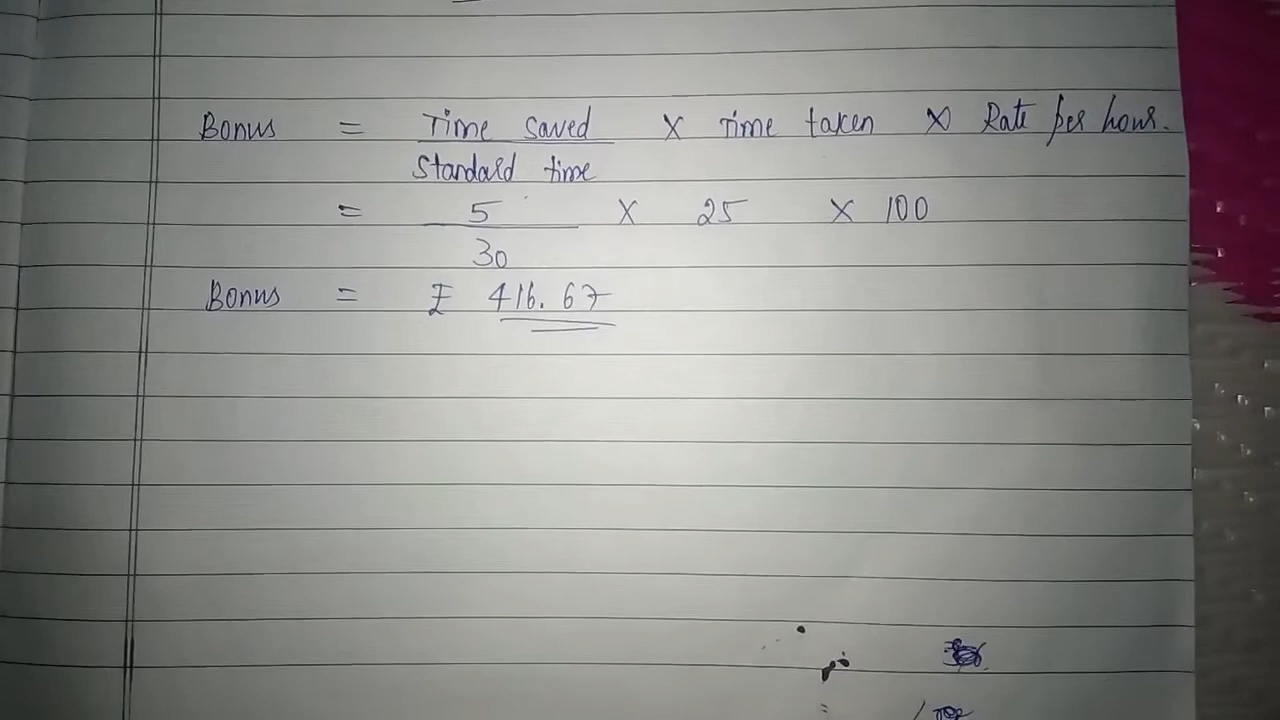 Bonus = Time saved × Time taken × Rate per hour.
Standard time
= 5 × 25 × 100
30
Bonus = ₹ 416.67
=